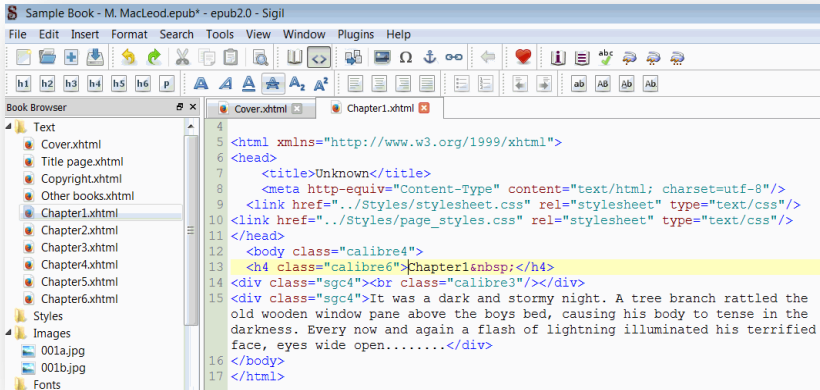 Sample Book - M. MacLeod.epub* - epub2.0 - Sigil
File Edit Insert Format Search Tools View Window Plugins Help
h1 h2 h3 h4 h5 h6 p A A A A A2 A2 ab AB Ab Ab
Book Browser
Text
Cover.xhtml
Title page.xhtml
Copyright.xhtml
Other books.xhtml
Chapter1.xhtml
Chapter2.xhtml
Chapter3.xhtml
Chapter4.xhtml
Chapter5.xhtml
Chapter6.xhtml
Styles
Images
001a.jpg
001b.jpg
Fonts
Cover.xhtml Chapter1.xhtml
4
5 <html xmlns="http://www.w3.org/1999/xhtml">
6 <head>
7 <title>Unknown</title>
8 <meta http-equiv="Content-Type" content="text/html; charset=utf-8"/>
9 <link href="../Styles/stylesheet.css" rel="stylesheet" type="text/css"/>
10 <link href="../Styles/page_styles.css" rel="stylesheet" type="text/css"/>
11 </head>
12 <body class="calibre4">
13 <h4 class="calibre6">Chapter1&nbsp;</h4>
14 <div class="sgc4"><br class="calibre3"/></div>
15 <div class="sgc4">It was a dark and stormy night. A tree branch rattled the
old wooden window pane above the boys bed, causing his body to tense in the
darkness. Every now and again a flash of lightning illuminated his terrified
face, eyes wide open........</div>
16 </body>
17 </html>